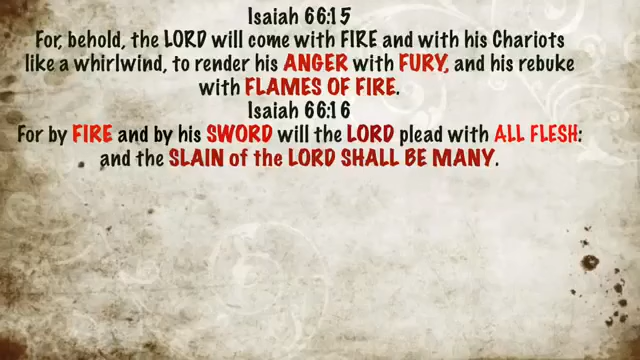 Isaiah 66:15
For, behold, the LORD will come with FIRE and with his Chariots
like a whirlwind, to render his ANGER with FURY, and his rebuke
with FLAMES OF FIRE.
Isaiah 66:16
For by FIRE and by his SWORD will the LORD plead with ALL FLESH:
and the SLAIN of the LORD SHALL BE MANY.